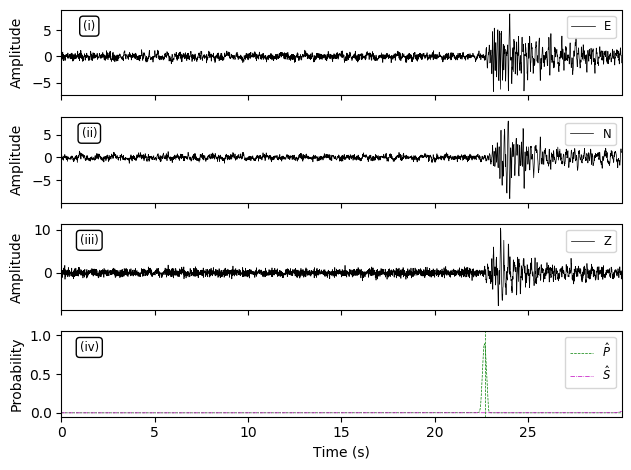 (i)
E
Amplitude
5
0
−5
(ii)
N
Amplitude
5
0
−5
(iii)
Z
Amplitude
10
0
(iv)
P̂
Ŝ
Probability
1.0
0.5
0.0
0 5 10 15 20 25
Time (s)